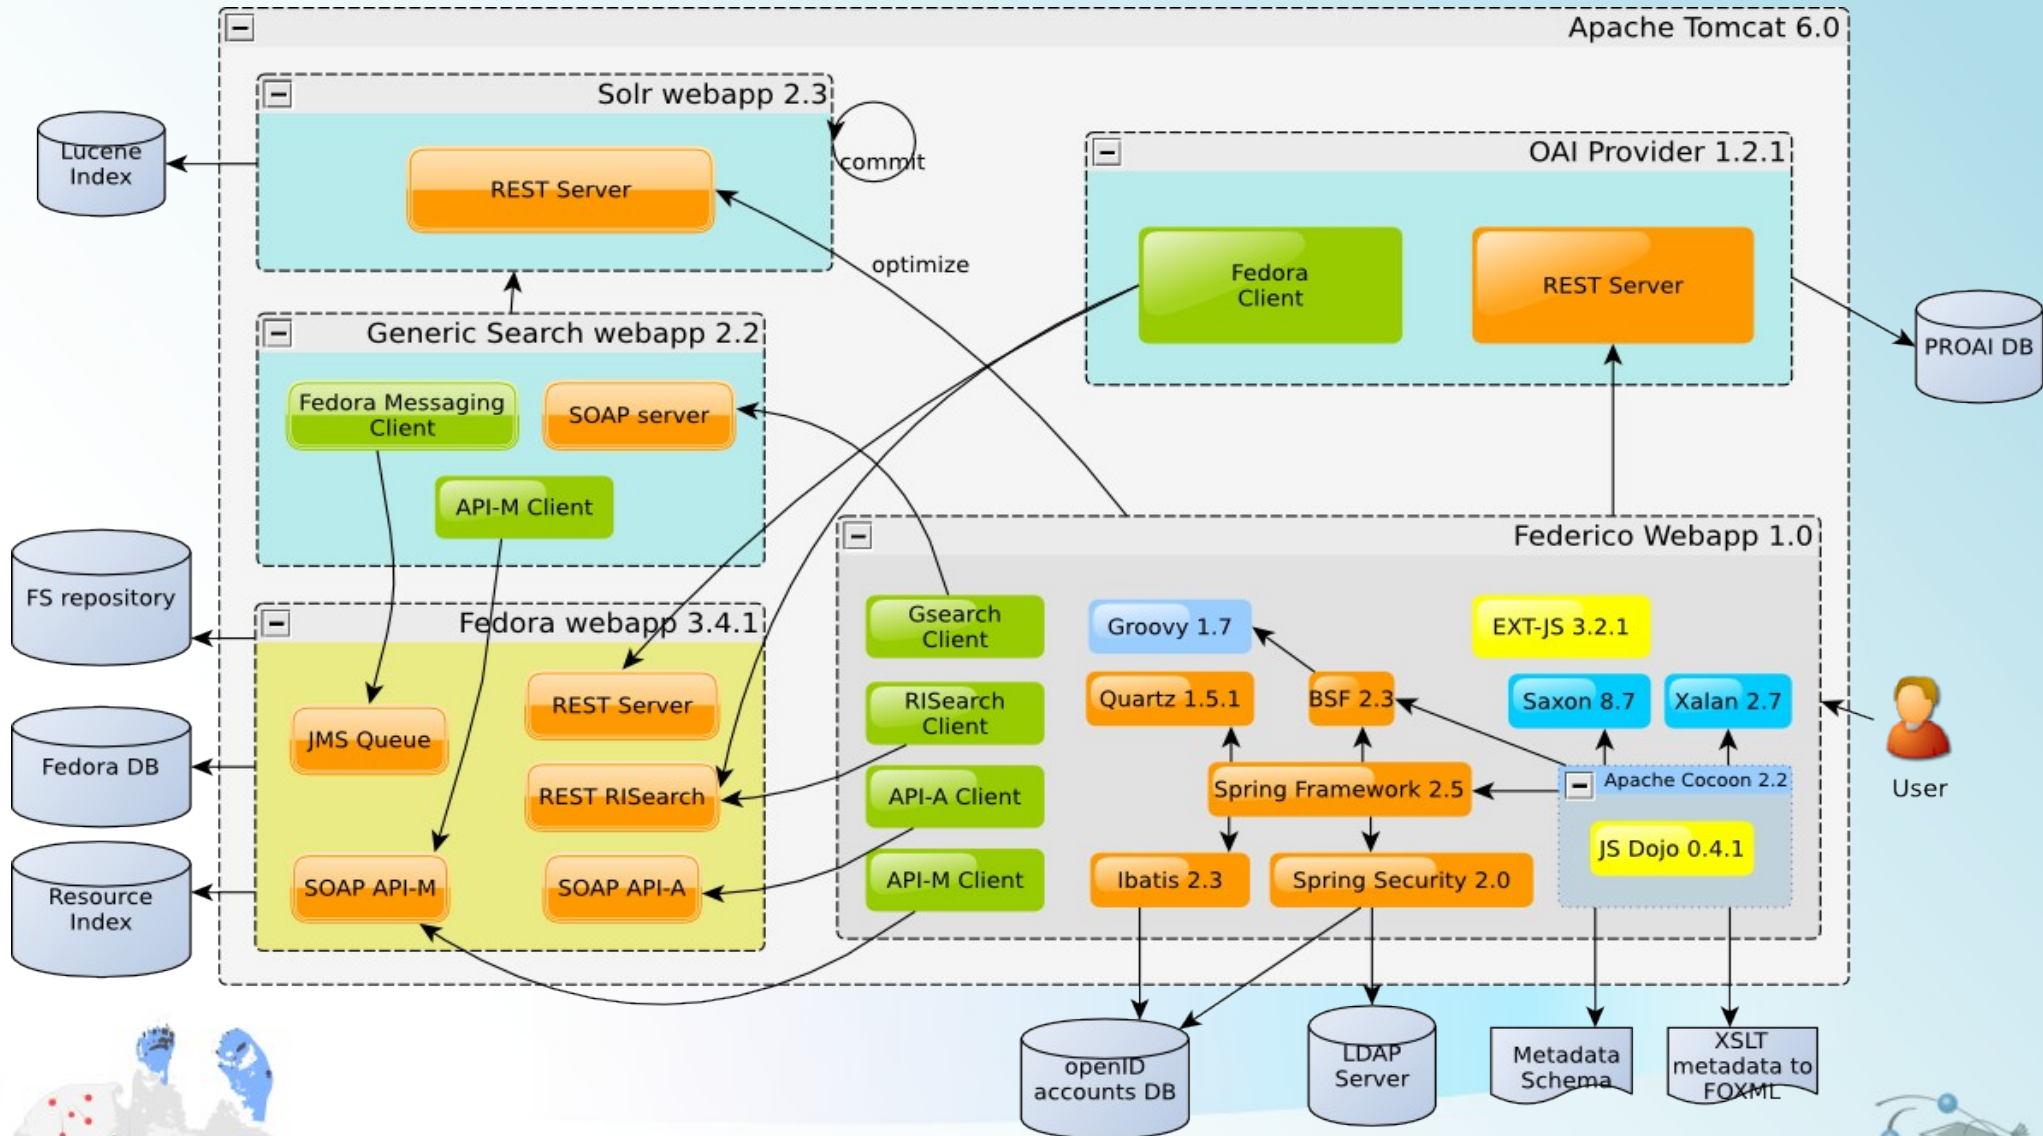 Apache Tomcat 6.0
Solr webapp 2.3
Lucene
Index
REST Server
commit
optimize
OAI Provider 1.2.1
Fedora
Client
REST Server
PROAI DB
Generic Search webapp 2.2
Fedora Messaging
Client
SOAP server
API-M Client
FS repository
Fedora DB
Resource
Index
Fedora webapp 3.4.1
REST Server
JMS Queue
REST RISearch
SOAP API-M
SOAP API-A
Federico Webapp 1.0
Gsearch
Client
RISearch
Client
API-A Client
API-M Client
Groovy 1.7
EXT-JS 3.2.1
Quartz 1.5.1
BSF 2.3
Saxon 8.7
Xalan 2.7
Spring Framework 2.5
Apache Cocoon 2.2
JS Dojo 0.4.1
Ibatis 2.3
Spring Security 2.0
User
openID
accounts DB
LDAP
Server
Metadata
Schema
XSLT
metadata to
FOXML